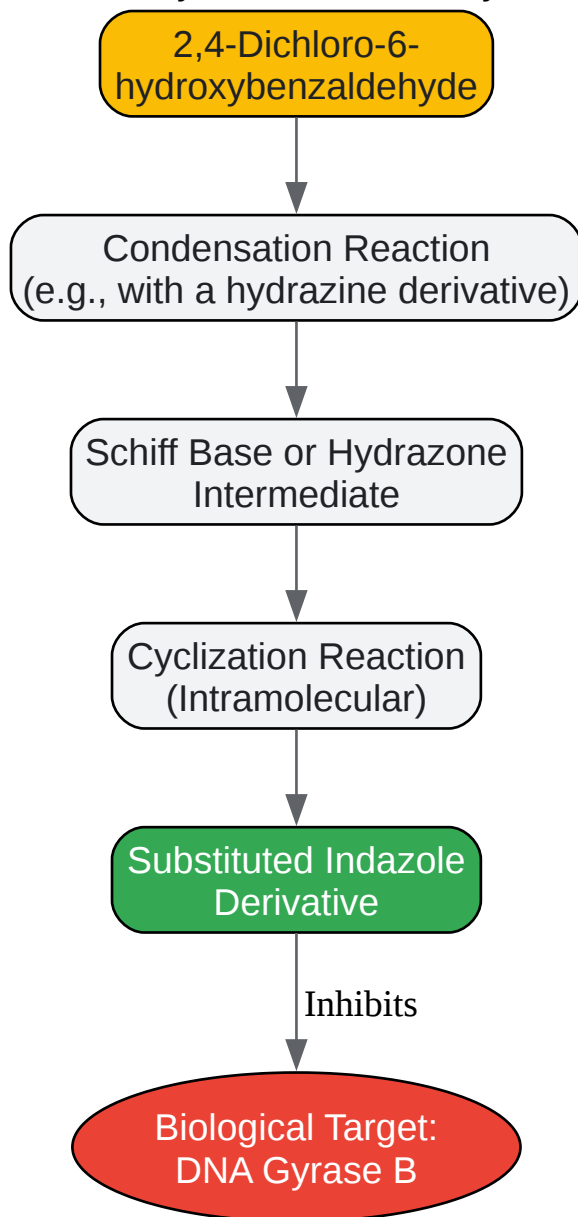 2,4-Dichloro-6-
hydroxybenzaldehyde
Condensation Reaction
(e.g., with a hydrazine derivative)
Schiff Base or Hydrazone
Intermediate
Cyclization Reaction
(Intramolecular)
Substituted Indazole
Derivative
Inhibits
Biological Target:
DNA Gyrase B